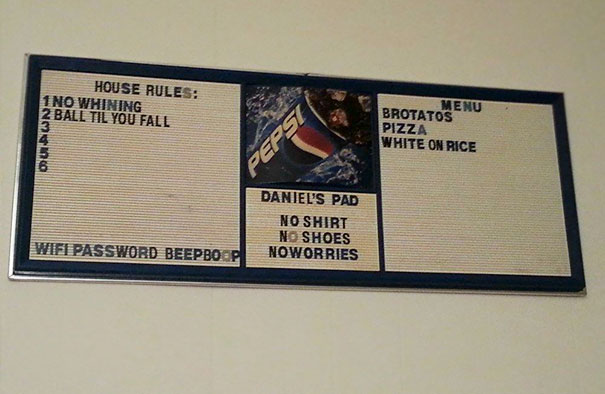 HOUSE RULES:
1 NO WHINING
2 BALL TIL YOU FALL
3
4
5
6
WIFI PASSWORD BEEPBOOP
PEPSI
DANIEL'S PAD
NO SHIRT
NO SHOES
NOWORRIES
MENU
BROTATOS
PIZZA
WHITE ON RICE